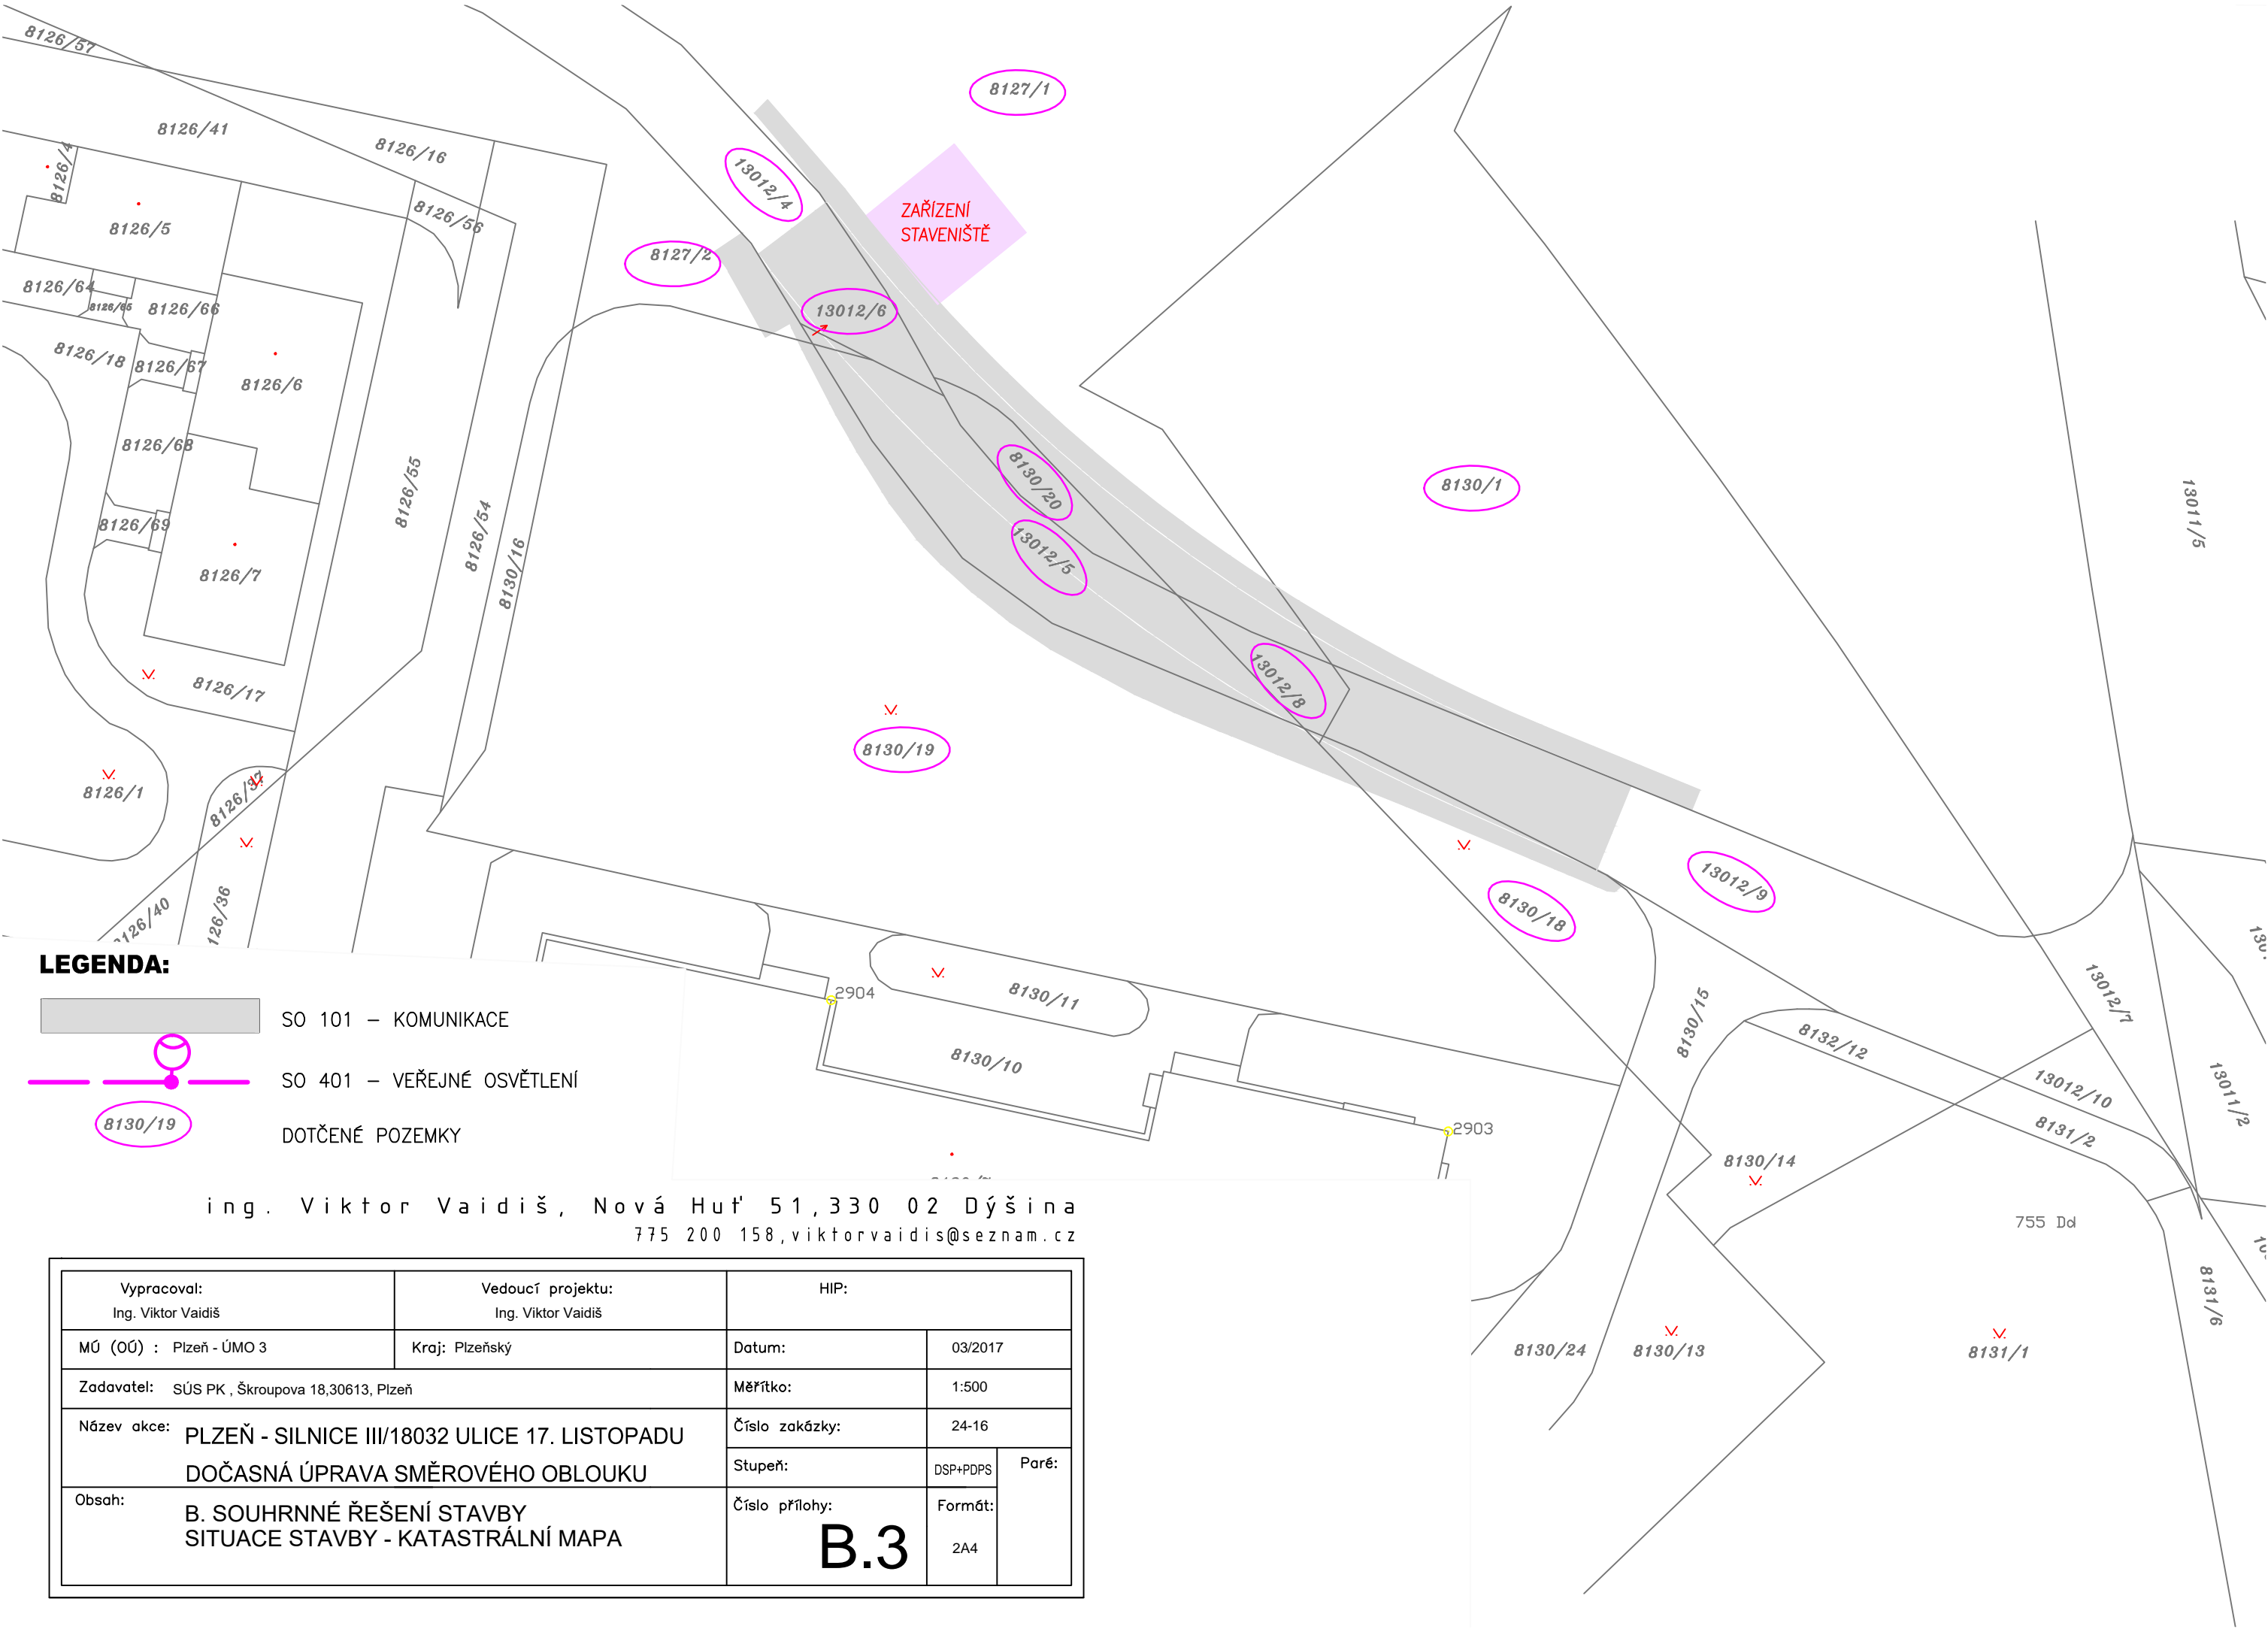 8126/57
8127/1
8126/41
8126/16
8126/4
13012/4
8126/56
ZAŘÍZENÍ
STAVENIŠTĚ
8126/5
8127/2
8126/64
8126/65
8126/66
13012/6
8126/18
8126/67
8126/6
8126/68
8130/20
8130/1
8126/55
13011/5
8126/69
8126/54
13012/5
8130/16
8126/7
8126/17
13012/8
8130/19
8126/1
8126/37
13012/9
8130/18
126/40
126/36
LEGENDA:
2904
8130/11
13012/7
SO 101 – KOMUNIKACE
8130/15
8132/12
8130/10
SO 401 – VEŘEJNÉ OSVĚTLENÍ
13012/10
13011/2
8130/19
DOTČENÉ POZEMKY
2903
8131/2
8130/14
755 Dd
ing. Viktor Vaidiš, Nová Huť 51,330 02 Dýšina
775 200 158,viktorvaidis@seznam.cz
8131/6
8130/24
8130/13
8131/1
Vypracoval:
Ing. Viktor Vaidiš
Vedoucí projektu:
Ing. Viktor Vaidiš
HIP:
MÚ (OÚ) : Plzeň - ÚMO 3
Kraj: Plzeňský
Datum:
03/2017
Zadavatel: SÚS PK , Škroupova 18,30613, Plzeň
Měřítko:
1:500
Název akce: PLZEŇ - SILNICE III/18032 ULICE 17. LISTOPADU
DOČASNÁ ÚPRAVA SMĚROVÉHO OBLOUKU
Číslo zakázky:
24-16
Stupeň:
DSP+PDPS
Paré:
Obsah:
B. SOUHRNNÉ ŘEŠENÍ STAVBY
SITUACE STAVBY - KATASTRÁLNÍ MAPA
Číslo přílohy:
B.3
Formát:
2A4